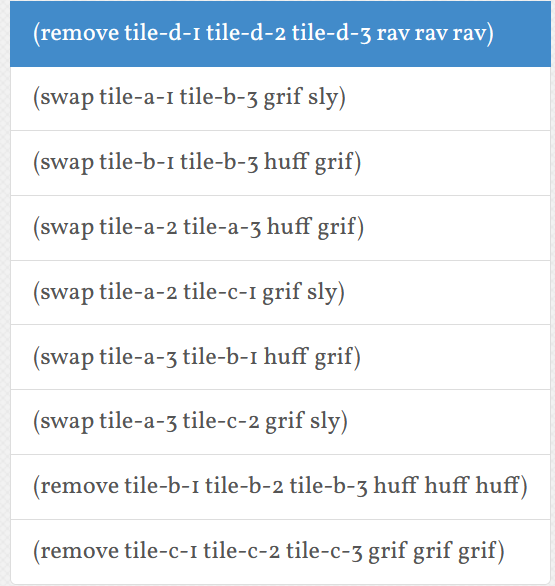 (remove tile-d-1 tile-d-2 tile-d-3 rav rav rav)
(swap tile-a-1 tile-b-3 grif sly)
(swap tile-b-1 tile-b-3 huff grif)
(swap tile-a-2 tile-a-3 huff grif)
(swap tile-a-2 tile-c-1 grif sly)
(swap tile-a-3 tile-b-1 huff grif)
(swap tile-a-3 tile-c-2 grif sly)
(remove tile-b-1 tile-b-2 tile-b-3 huff huff huff)
(remove tile-c-1 tile-c-2 tile-c-3 grif grif grif)